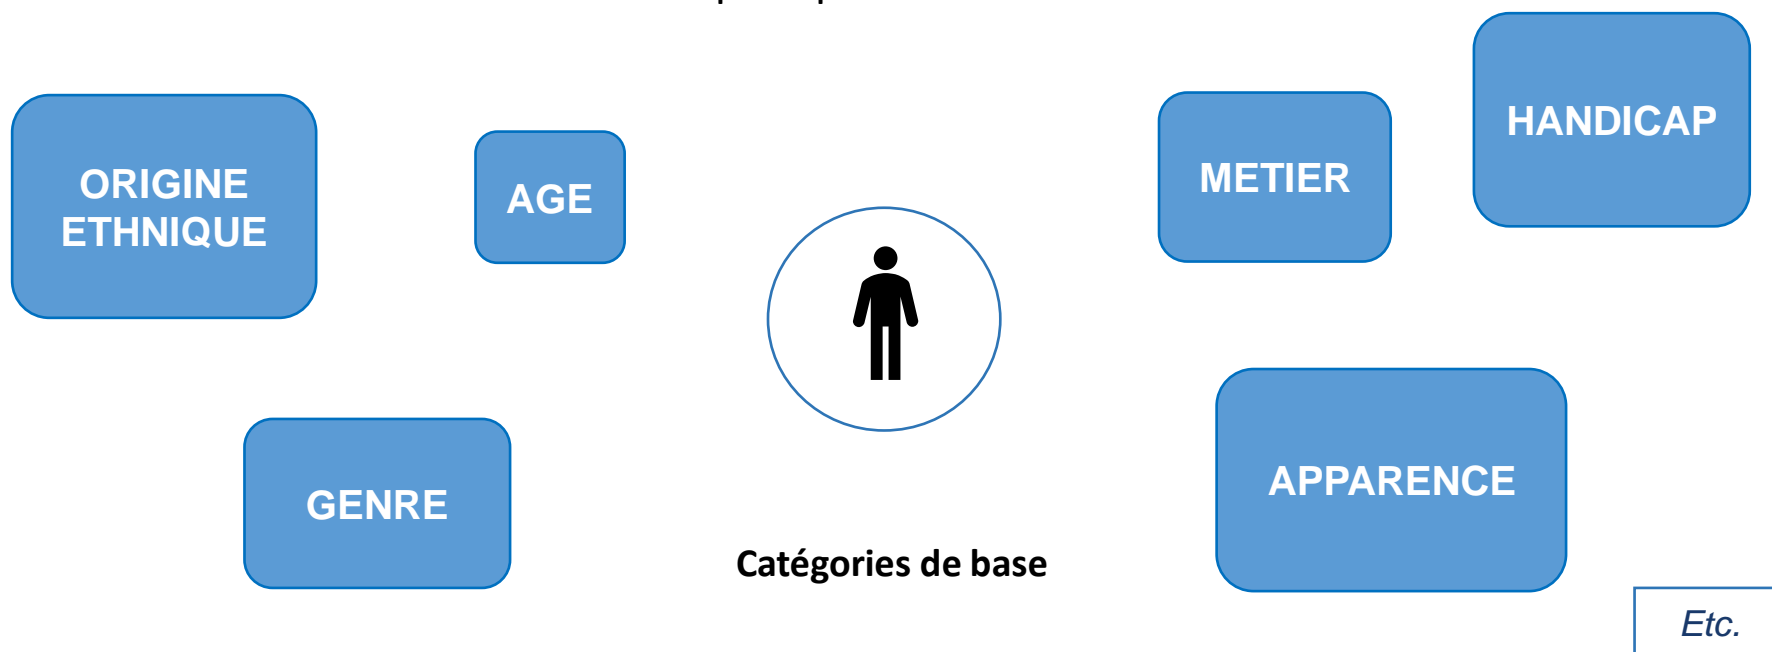 HANDICAP
METIER
ORIGINE
ETHNIQUE
AGE
APPARENCE
GENRE
Catégories de base
Etc.